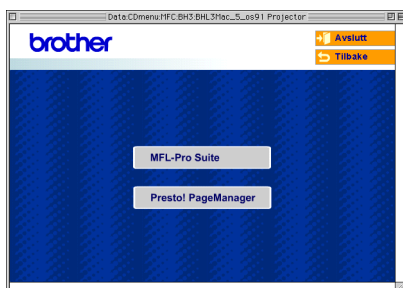 Data:CDmenu:MFC:BH3:BHL3Mac_5_os91 Projector
brother
Avslutt
Tilbake
MFL-Pro Suite
Presto! PageManager